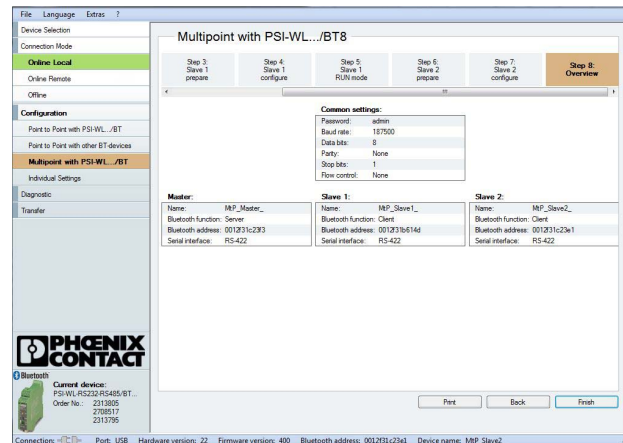 File Language Extras ?
Device Selection
Connection Mode
Online Local
Online Remote
Offline
Configuration
Point to Point with PSI-WL.../BT
Point to Point with other BT-devices
Multipoint with PSI-WL.../BT
Individual Settings
Diagnostic
Transfer
PHŒNIX
CONTACT
Bluetooth
Current device:
PSI-WL-RS232-RS485/BT...
Order No.: 2313805
2708517
2313795
Multipoint with PSI-WL.../BT8
Step 3:
Slave 1
prepare
Step 4:
Slave 1
configure
Step 5:
Slave 1
RUN mode
Step 6:
Slave 2
prepare
Step 7:
Slave 2
configure
Step 8:
Overview
Common settings:
Password: admin
Baud rate: 187500
Data bits: 8
Parity: None
Stop bits: 1
Flow control: None
Master:
Name: MtP_Master_
Bluetooth function: Server
Bluetooth address: 0012f31c23f3
Serial interface: RS-422
Slave 1:
Name: MtP_Slave1_
Bluetooth function: Client
Bluetooth address: 0012f31b614d
Serial interface: RS-422
Slave 2:
Name: MtP_Slave2_
Bluetooth function: Client
Bluetooth address: 0012f31c23e1
Serial interface: RS-422
Print Back Finish
Connection: Port: USB Hardware version: 22 Firmware version: 400 Bluetooth address: 0012f31c23e1 Device name: MtP_Slave2